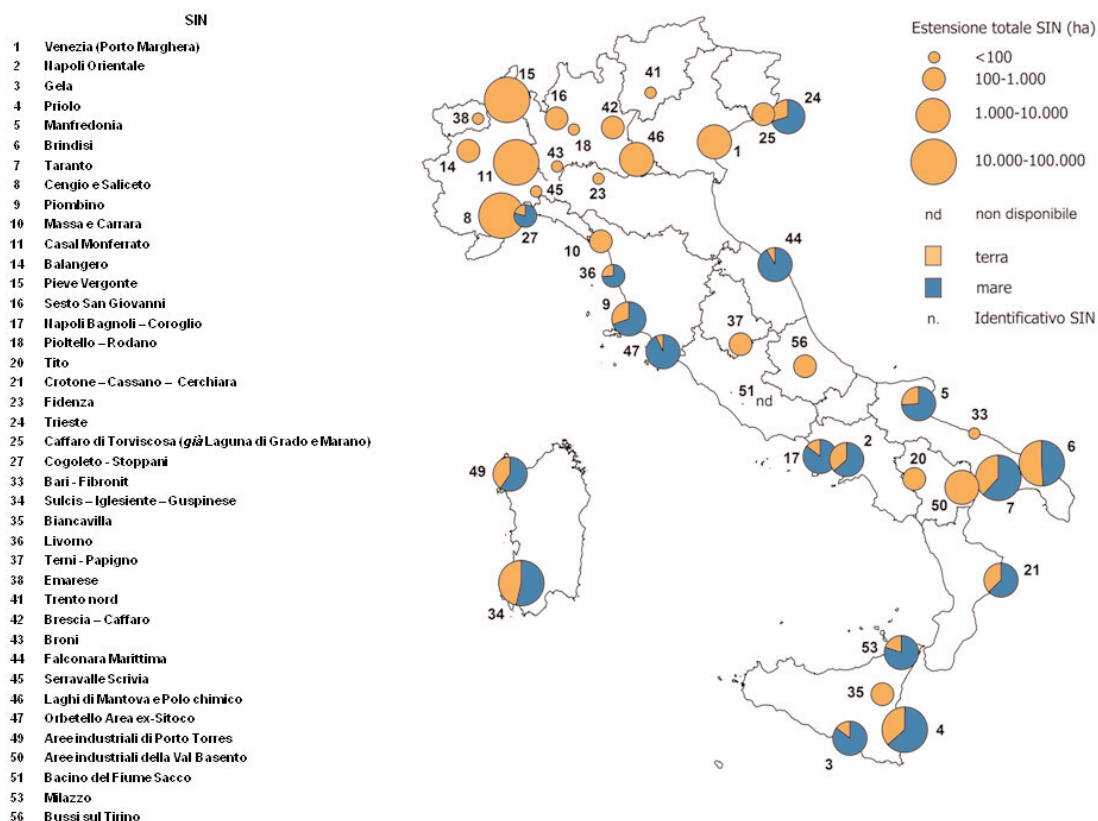 SIN
1 Venezia (Porto Marghera)
2 Napoli Orientale
3 Gela
4 Priolo
5 Manfredonia
6 Brindisi
7 Taranto
8 Cengio e Saliceto
9 Piombino
10 Massa e Carrara
11 Casal Monferrato
14 Balangero
15 Pieve Vergonte
16 Sesto San Giovanni
17 Napoli Bagnoli – Coroglio
18 Pioltello – Rodano
20 Tito
21 Crotone – Cassano – Cerchiara
23 Fidenza
24 Trieste
25 Caffaro di Torviscosa (già Laguna di Grado e Marano)
27 Cogoleto - Stoppani
33 Bari - Fibronit
34 Sulcis – Iglesiente – Guspinese
35 Biancavilla
36 Livorno
37 Terni - Papigno
38 Emarese
41 Trento nord
42 Brescia – Caffaro
43 Broni
44 Falconara Marittima
45 Serravalle Scrivia
46 Laghi di Mantova e Polo chimico
47 Orbetello Area ex-Sitoco
49 Aree industriali di Porto Torres
50 Aree industriali della Val Basento
51 Bacino del Fiume Sacco
53 Milazzo
56 Bussi sul Tirino
15
41
16
42
24
38
18
46
25
1
14
43
11
23
45
8
27
10
44
36
9
37
47
56
51
nd
5
33
17
2
20
6
49
50
7
34
21
53
35
4
3
Estensione totale SIN (ha)
<100
100-1.000
1.000-10.000
10.000-100.000
nd non disponibile
terra
mare
n. Identificativo SIN